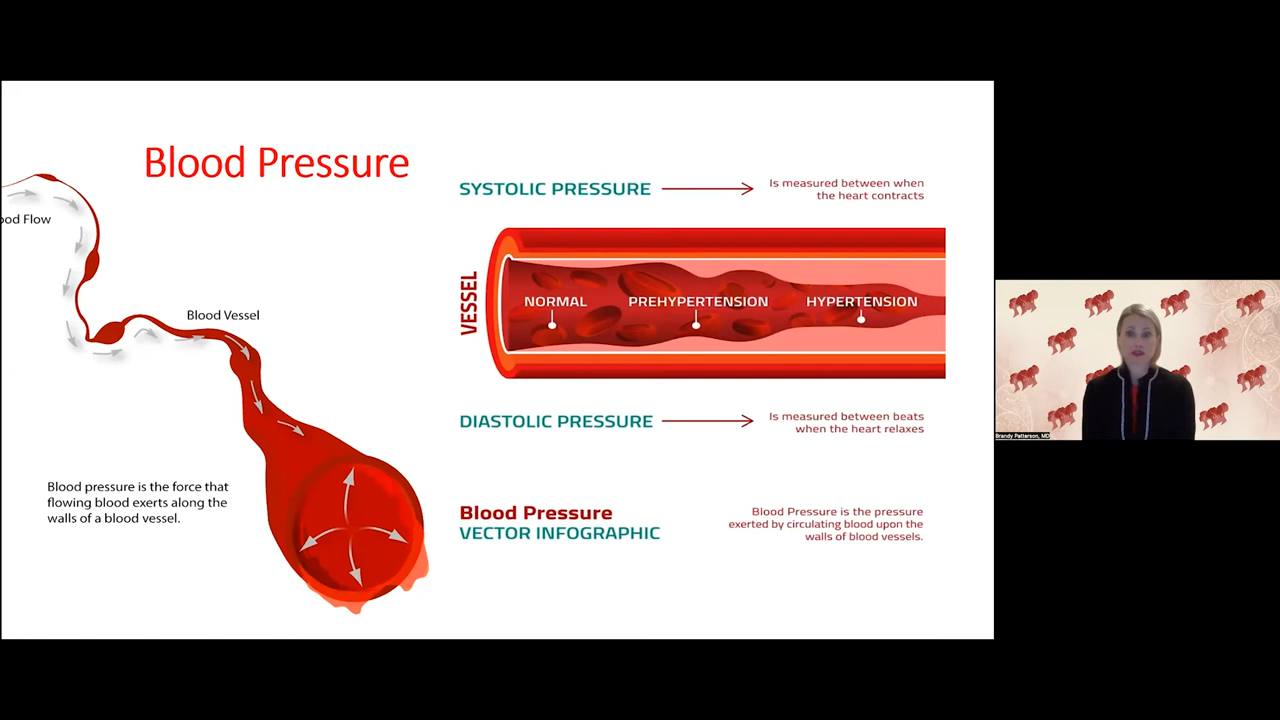 Blood Pressure
ood Flow
Blood Vessel
Blood pressure is the force that
flowing blood exerts along the
walls of a blood vessel.
SYSTOLIC PRESSURE
Is measured between when
the heart contracts
VESSEL
NORMAL
PREHYPERTENSION
HYPERTENSION
DIASTOLIC PRESSURE
Is measured between beats
when the heart relaxes
Blood Pressure
VECTOR INFOGRAPHIC
Blood Pressure is the pressure
exerted by circulating blood upon the
walls of blood vessels.
Brandy Patterson, MD